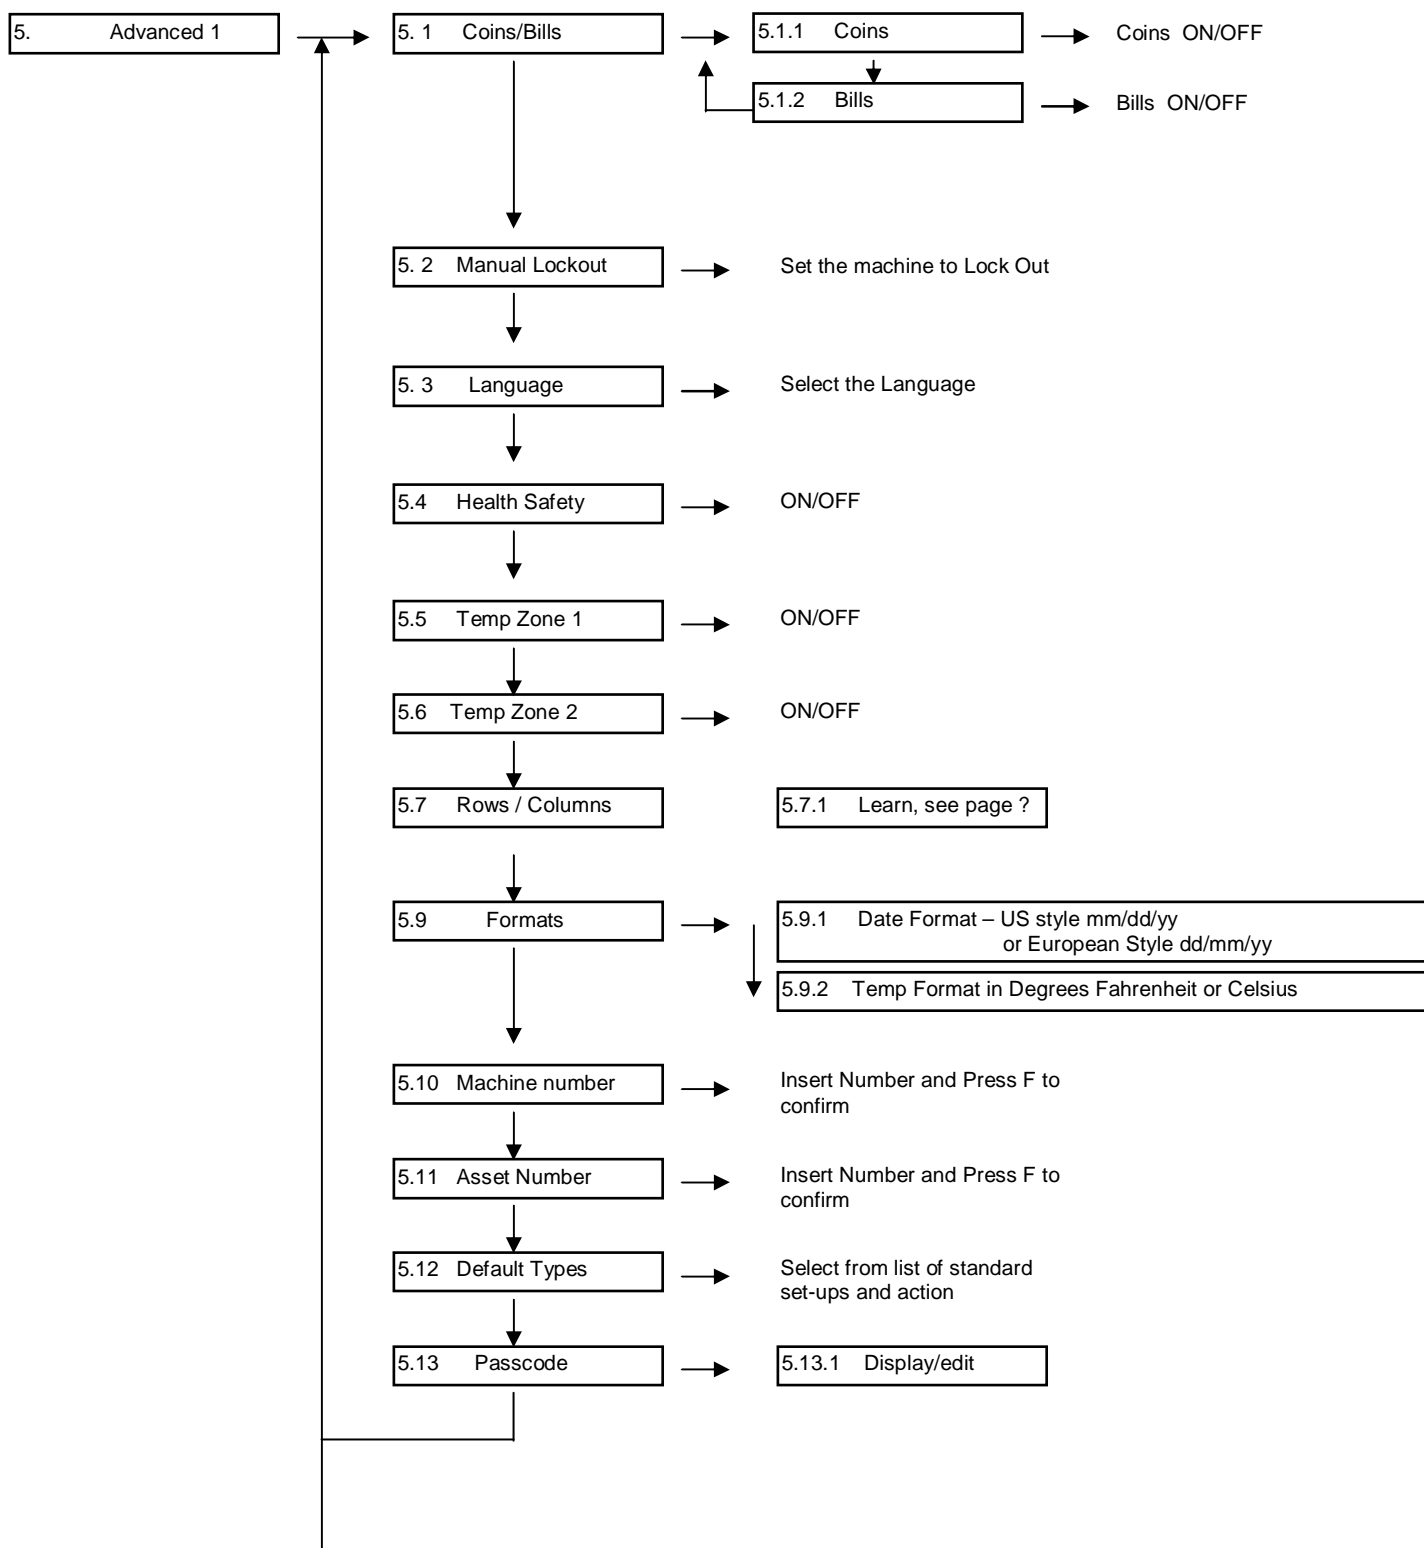 5. Advanced 1
5. 1 Coins/Bills
5.1.1 Coins
Coins ON/OFF
5.1.2 Bills
Bills ON/OFF
5. 2 Manual Lockout
Set the machine to Lock Out
5. 3 Language
Select the Language
5.4 Health Safety
ON/OFF
5.5 Temp Zone 1
ON/OFF
5.6 Temp Zone 2
ON/OFF
5.7 Rows / Columns
5.7.1 Learn, see page ?
5.9 Formats
5.9.1 Date Format – US style mm/dd/yy
or European Style dd/mm/yy
5.9.2 Temp Format in Degrees Fahrenheit or Celsius
5.10 Machine number
Insert Number and Press F to
confirm
5.11 Asset Number
Insert Number and Press F to
confirm
5.12 Default Types
Select from list of standard
set-ups and action
5.13 Passcode
5.13.1 Display/edit